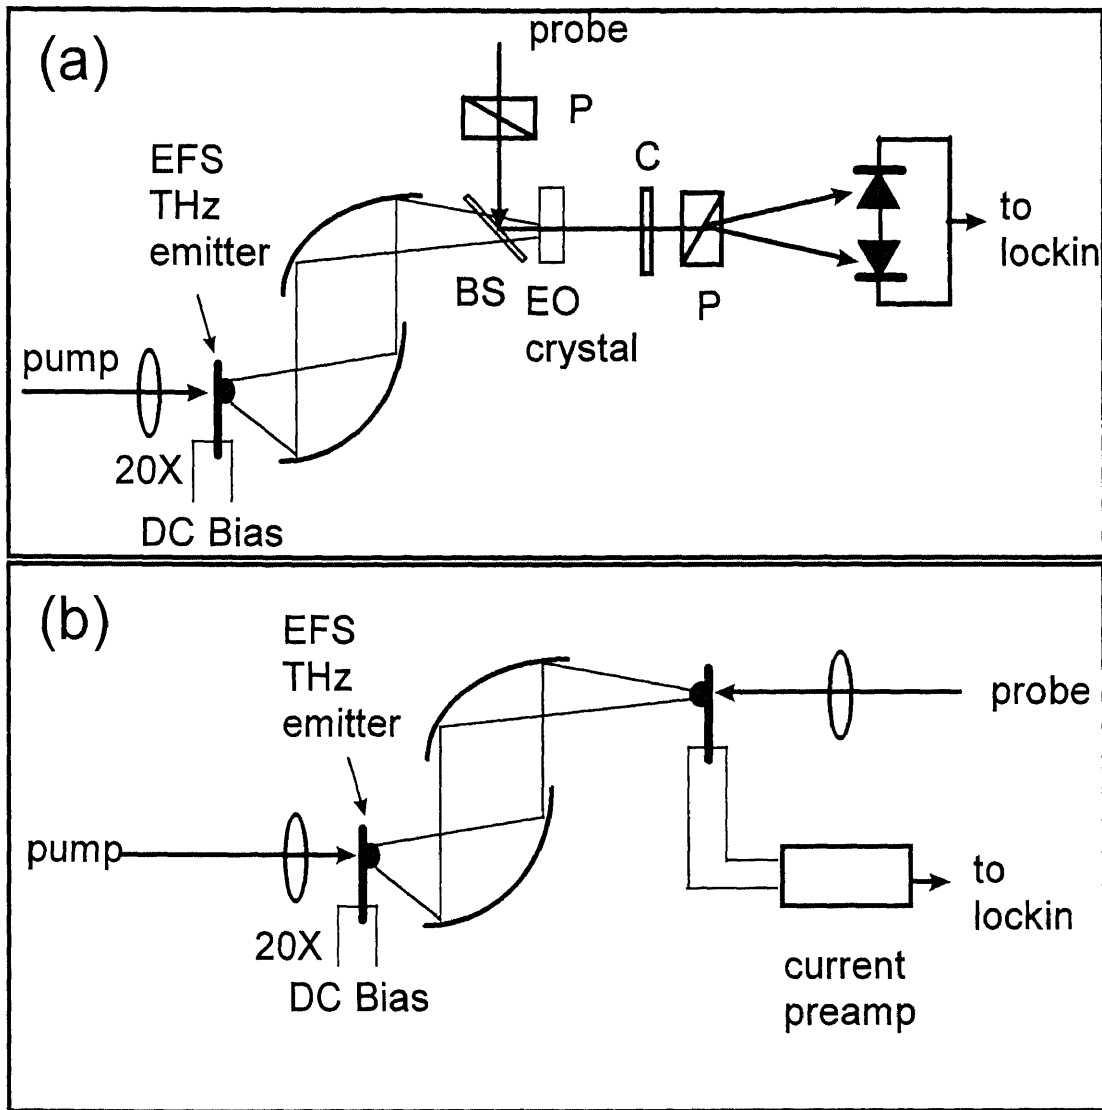 (a)
probe
P
EFS
THz
emitter
C
to
lockin
BS
EO
crystal
P
pump
20X
DC Bias
(b)
EFS
THz
emitter
probe
pump
20X
DC Bias
to
lockin
current
preamp